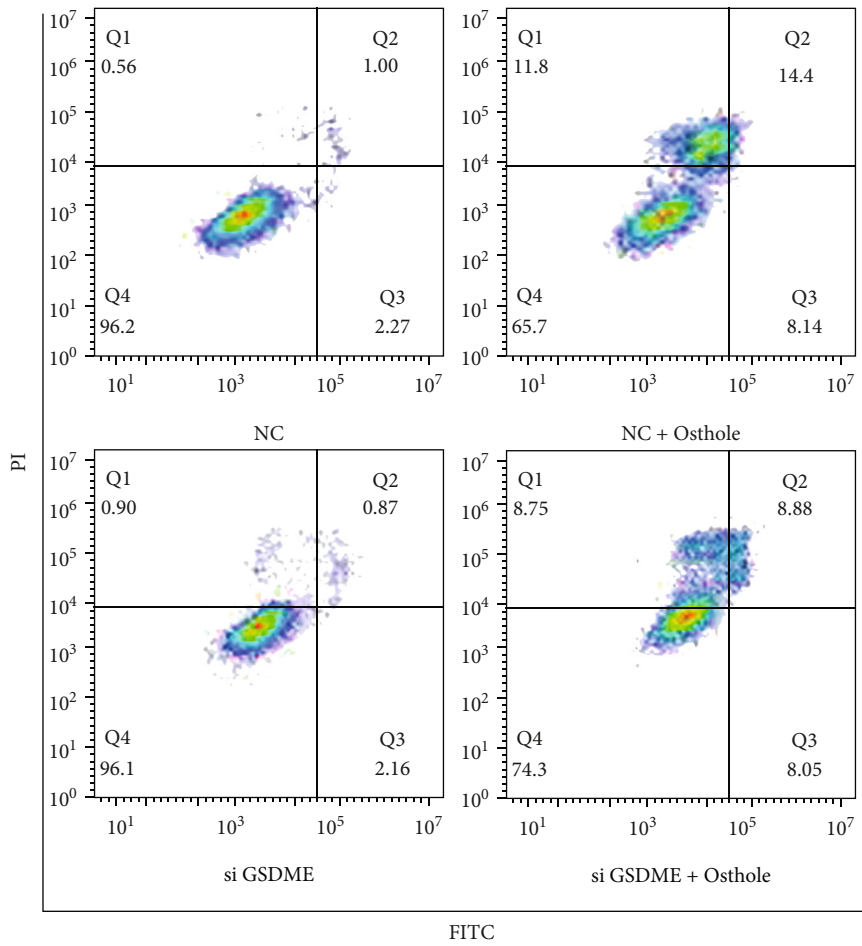 PI
10⁷
10⁶
10⁵
10⁴
10³
10²
10¹
10⁰
Q1
0.56
Q2
1.00
Q4
96.2
Q3
2.27
10¹ 10³ 10⁵ 10⁷
NC
10⁷
10⁶
10⁵
10⁴
10³
10²
10¹
10⁰
Q1
11.8
Q2
14.4
Q4
65.7
Q3
8.14
10¹ 10³ 10⁵ 10⁷
NC + Osthole
10⁷
10⁶
10⁵
10⁴
10³
10²
10¹
10⁰
Q1
0.90
Q2
0.87
Q4
96.1
Q3
2.16
10¹ 10³ 10⁵ 10⁷
si GSDME
10⁷
10⁶
10⁵
10⁴
10³
10²
10¹
10⁰
Q1
8.75
Q2
8.88
Q4
74.3
Q3
8.05
10¹ 10³ 10⁵ 10⁷
si GSDME + Osthole
FITC